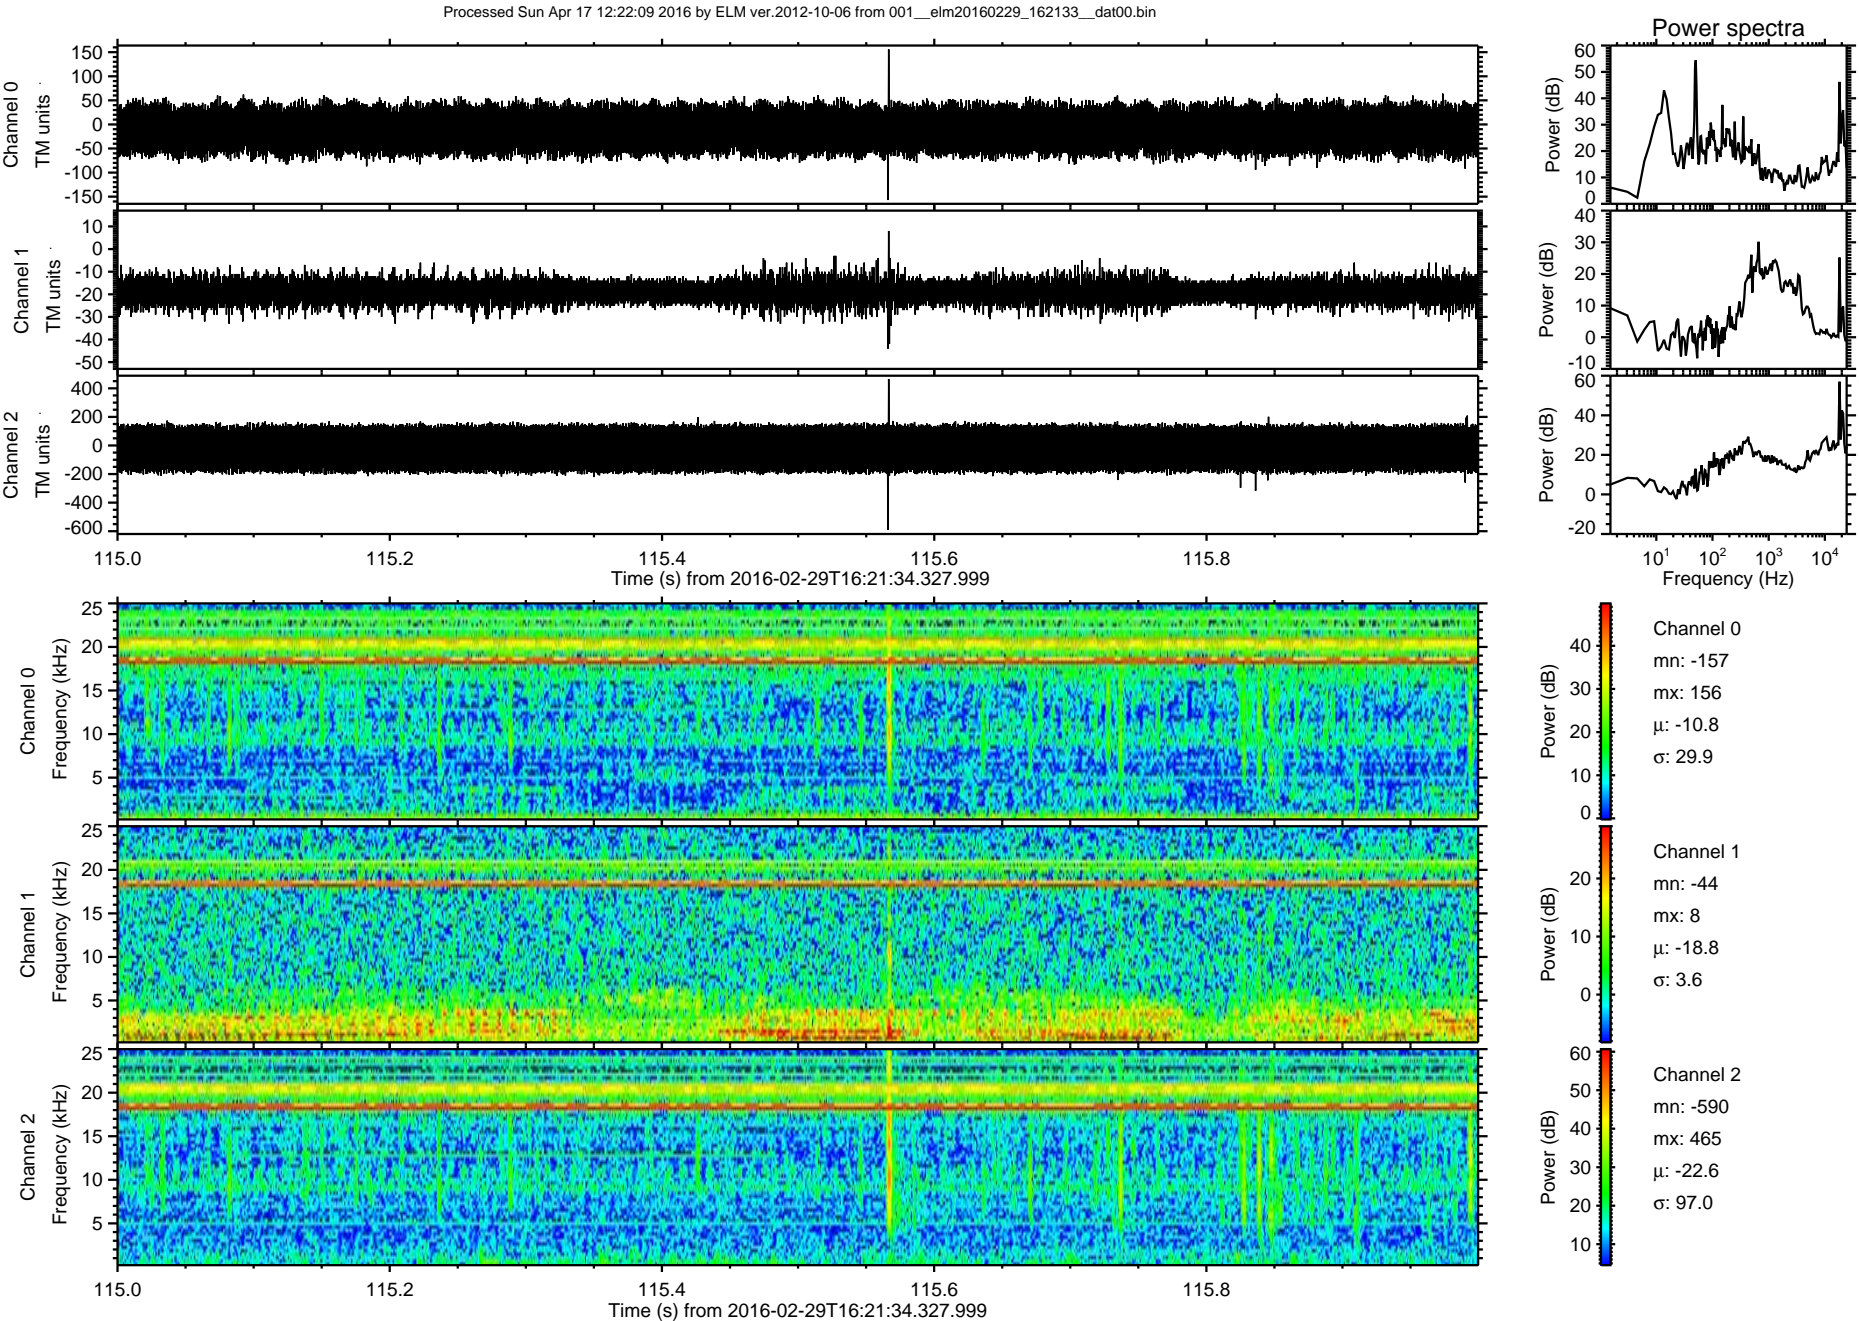 Processed Sun Apr 17 12:22:09 2016 by ELM ver.2012-10-06 from 001__elm20160229_162133__dat00.bin
Power spectra
Channel 0
TM units
150
100
50
0
-50
-100
-150
Power (dB)
60
50
40
30
20
10
0
Channel 1
TM units
10
0
-10
-20
-30
-40
-50
Power (dB)
40
30
20
10
0
-10
Channel 2
TM units
400
200
0
-200
-400
-600
Power (dB)
60
40
20
0
-20
115.0 115.2 115.4 115.6 115.8
Time (s) from 2016-02-29T16:21:34.327.999
10¹ 10² 10³ 10⁴
Frequency (Hz)
Channel 0
Frequency (kHz)
25
20
15
10
5
Power (dB)
40
30
20
10
0
Channel 0
mn: -157
mx: 156
μ: -10.8
σ: 29.9
Channel 1
Frequency (kHz)
25
20
15
10
5
Power (dB)
20
10
0
Channel 1
mn: -44
mx: 8
μ: -18.8
σ: 3.6
Channel 2
Frequency (kHz)
25
20
15
10
5
Power (dB)
60
50
40
30
20
10
Channel 2
mn: -590
mx: 465
μ: -22.6
σ: 97.0
115.0 115.2 115.4 115.6 115.8
Time (s) from 2016-02-29T16:21:34.327.999